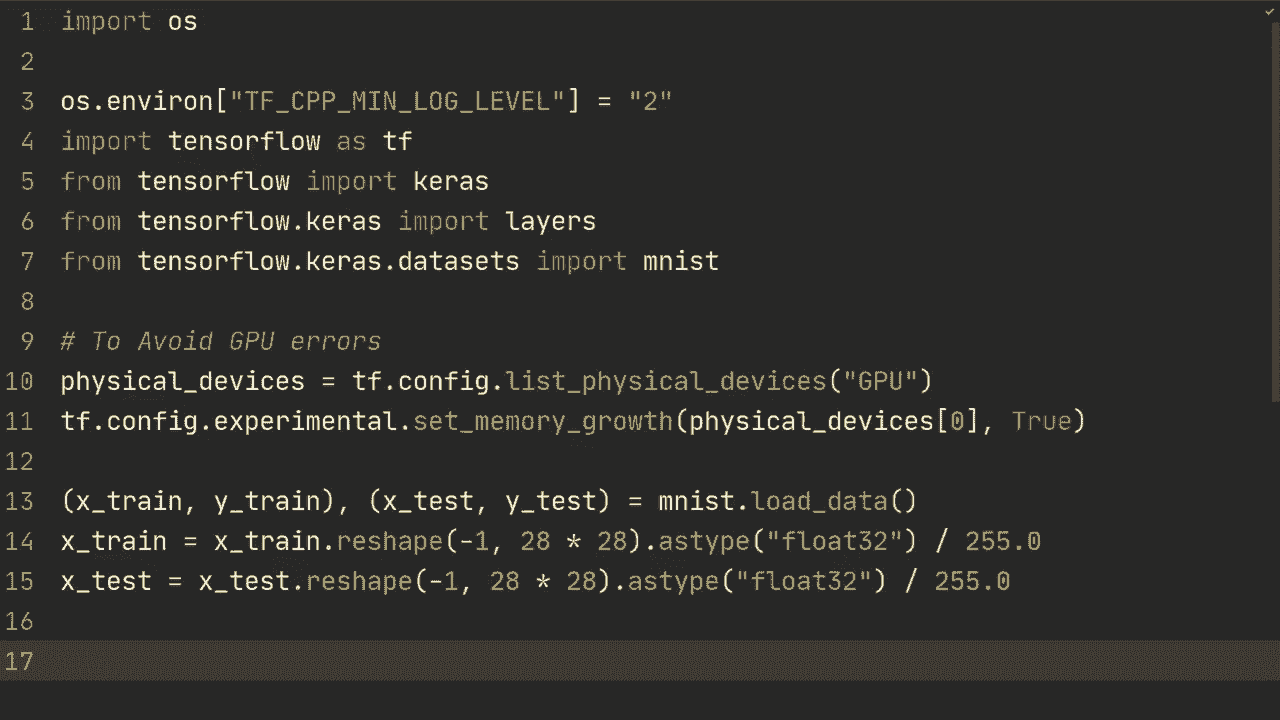 1 import os
2
3 os.environ["TF_CPP_MIN_LOG_LEVEL"] = "2"
4 import tensorflow as tf
5 from tensorflow import keras
6 from tensorflow.keras import layers
7 from tensorflow.keras.datasets import mnist
8
9 # To Avoid GPU errors
10 physical_devices = tf.config.list_physical_devices("GPU")
11 tf.config.experimental.set_memory_growth(physical_devices[0], True)
12
13 (x_train, y_train), (x_test, y_test) = mnist.load_data()
14 x_train = x_train.reshape(-1, 28 * 28).astype("float32") / 255.0
15 x_test = x_test.reshape(-1, 28 * 28).astype("float32") / 255.0
16
17